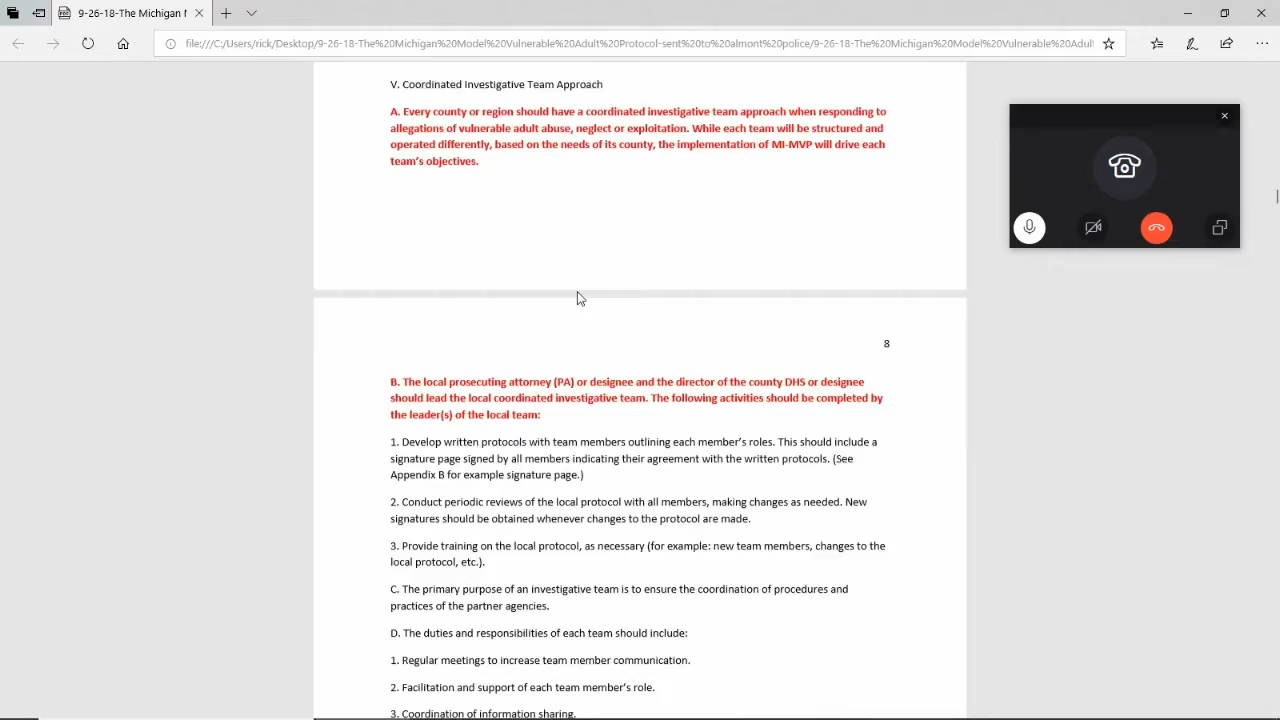 9-26-18-The Michigan M
file:///C:/Users/rick/Desktop/9-26-18-The%20Michigan%20Model%20Vulnerable%20Adult%20Protocol-sent%20to%20almont%20police/9-26-18-The%20Michigan%20Model%20Vulnerable%20Adult
V. Coordinated Investigative Team Approach
A. Every county or region should have a coordinated investigative team approach when responding to
allegations of vulnerable adult abuse, neglect or exploitation. While each team will be structured and
operated differently, based on the needs of its county, the implementation of MI-MVP will drive each
team's objectives.
8
B. The local prosecuting attorney (PA) or designee and the director of the county DHS or designee
should lead the local coordinated investigative team. The following activities should be completed by
the leader(s) of the local team:
1. Develop written protocols with team members outlining each member's roles. This should include a
signature page signed by all members indicating their agreement with the written protocols. (See
Appendix B for example signature page.)
2. Conduct periodic reviews of the local protocol with all members, making changes as needed. New
signatures should be obtained whenever changes to the protocol are made.
3. Provide training on the local protocol, as necessary (for example: new team members, changes to the
local protocol, etc.).
C. The primary purpose of an investigative team is to ensure the coordination of procedures and
practices of the partner agencies.
D. The duties and responsibilities of each team should include:
1. Regular meetings to increase team member communication.
2. Facilitation and support of each team member's role.
3. Coordination of information sharing.